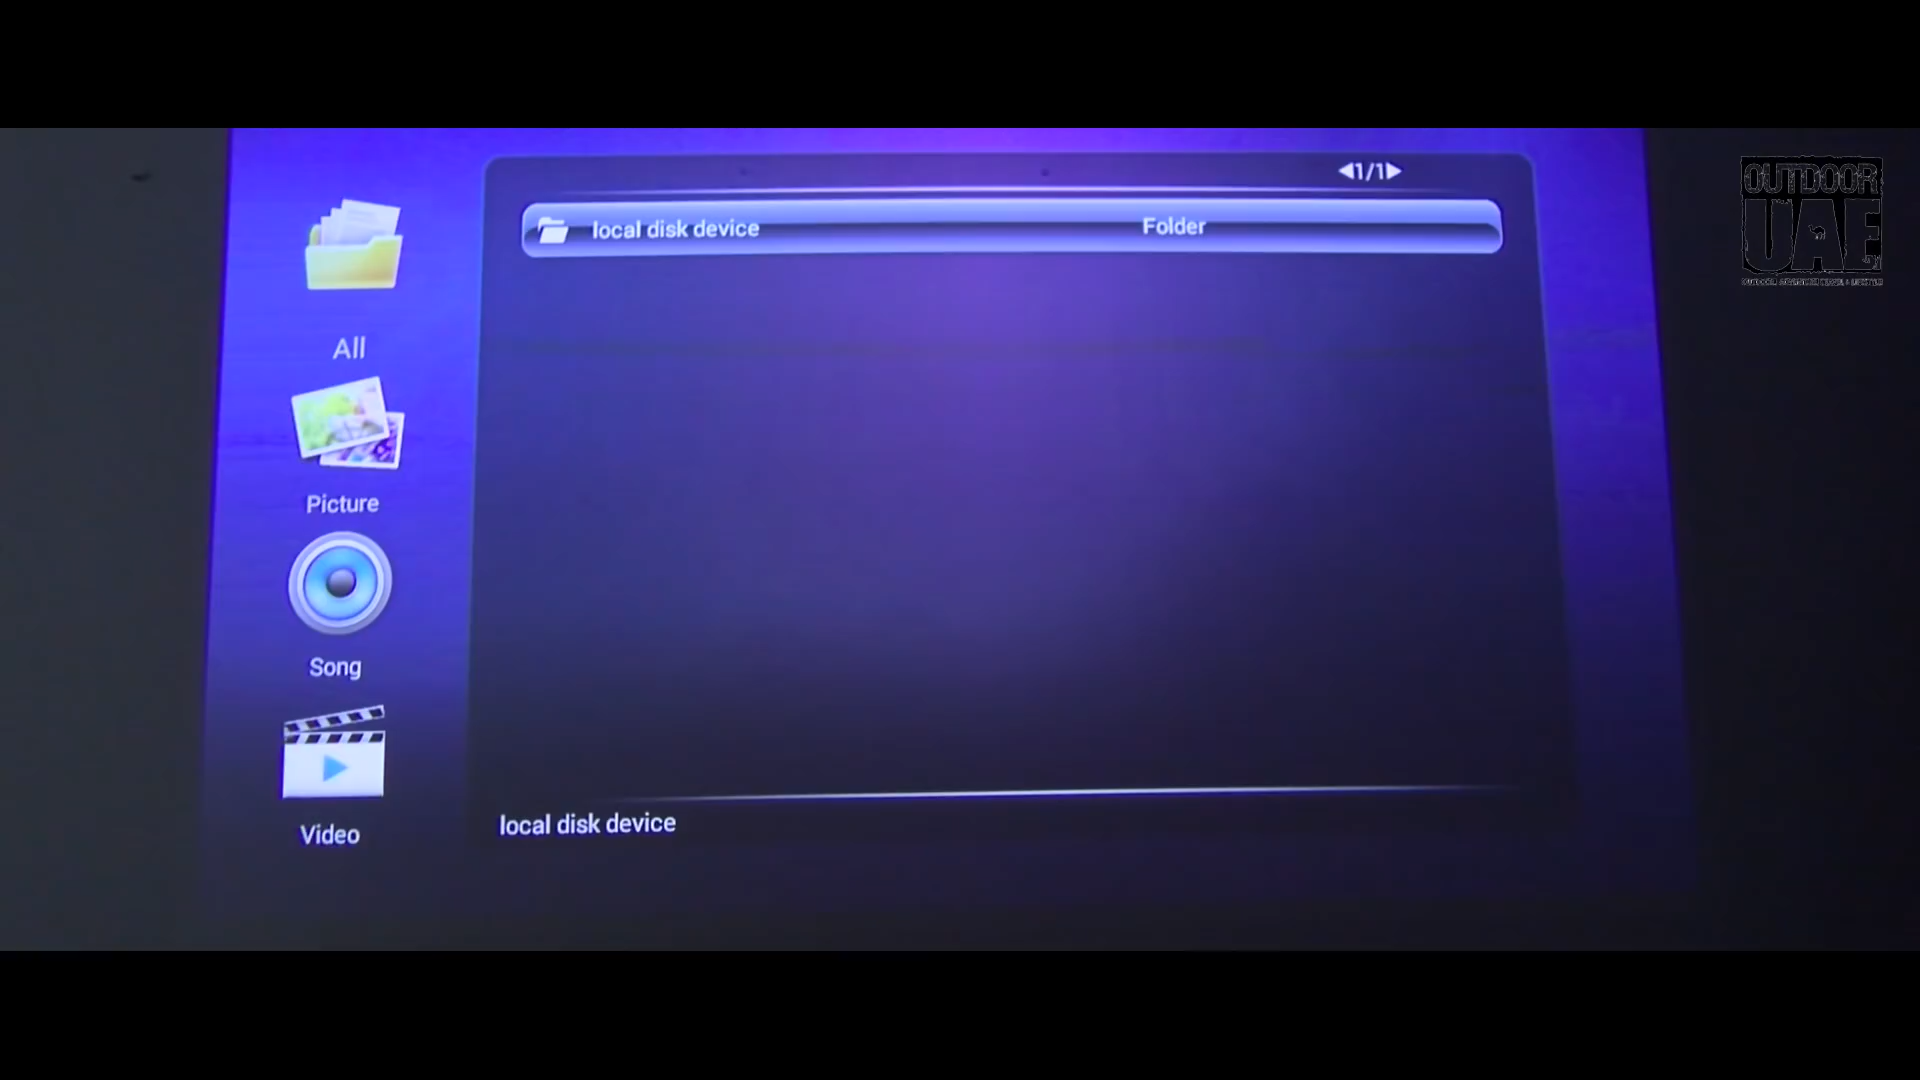 ◀1/1▶
local disk device Folder
All
Picture
Song
Video
local disk device
OUTDOOR
UAE